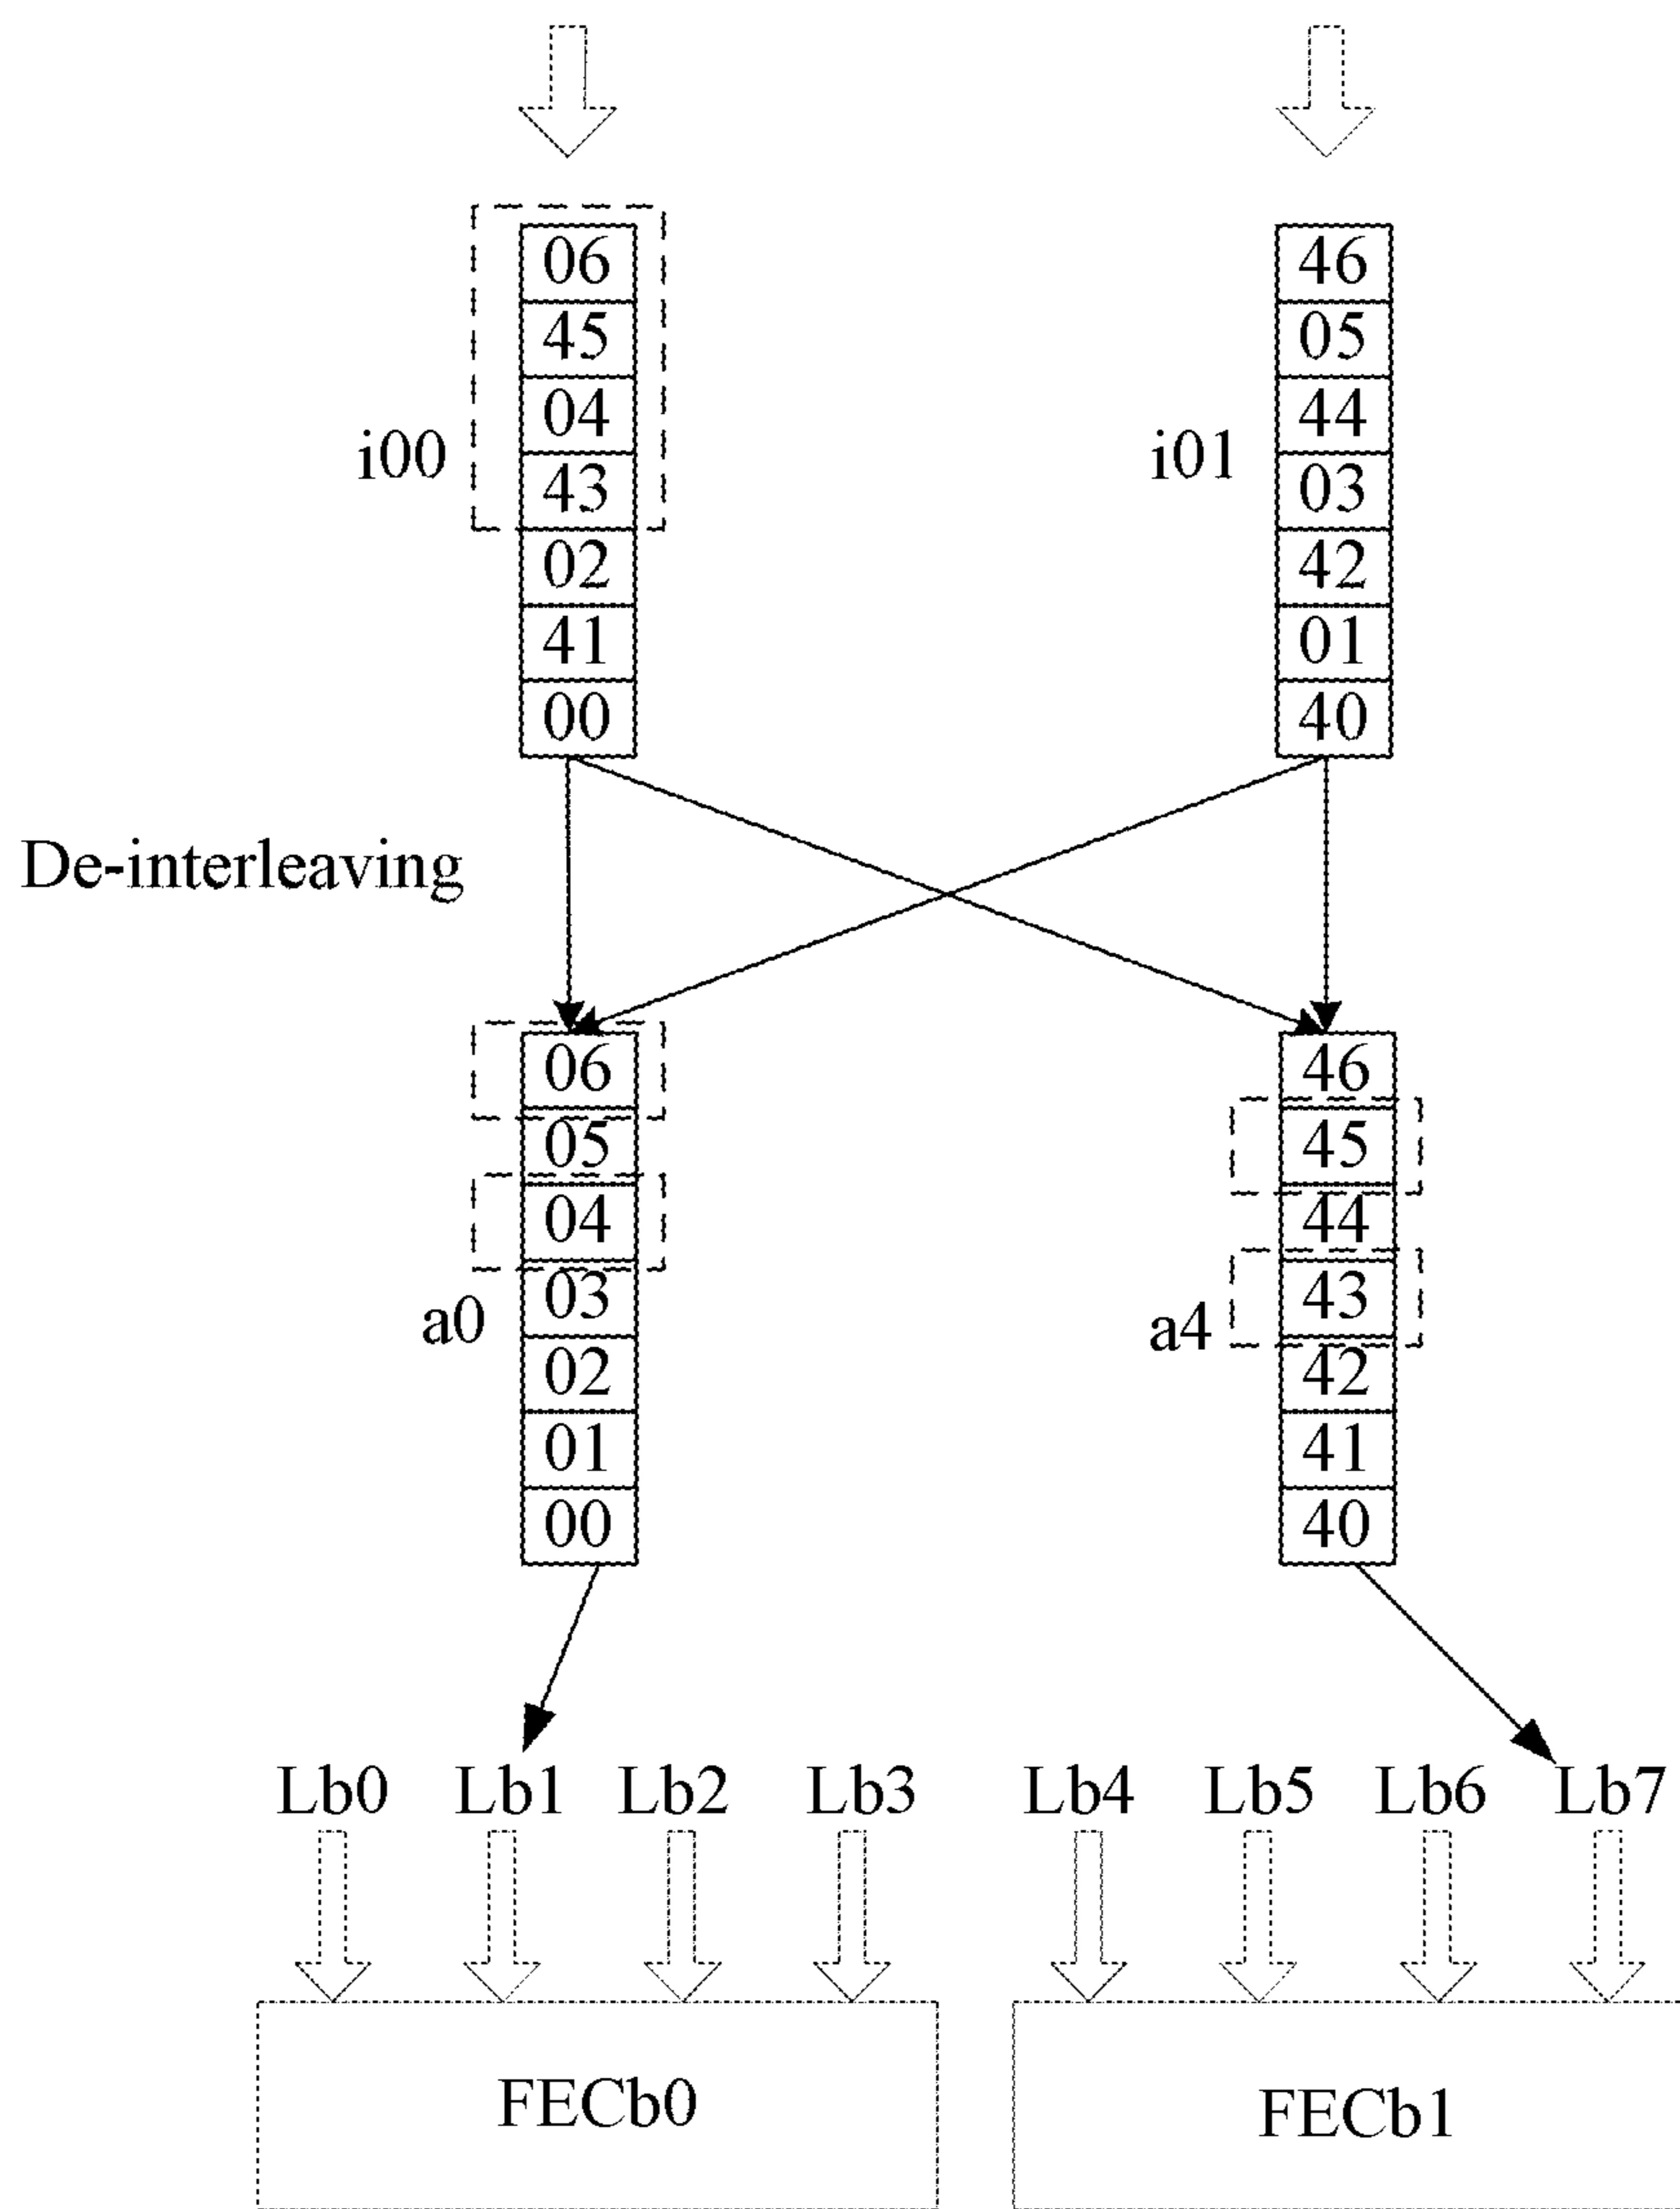 06 46
45 05
04 44
i00 43 i01 03
02 42
41 01
00 40
De-interleaving
06 46
05 45
04 44
a0 03 a4 43
02 42
01 41
00 40
Lb0 Lb1 Lb2 Lb3 Lb4 Lb5 Lb6 Lb7
FECb0 FECb1